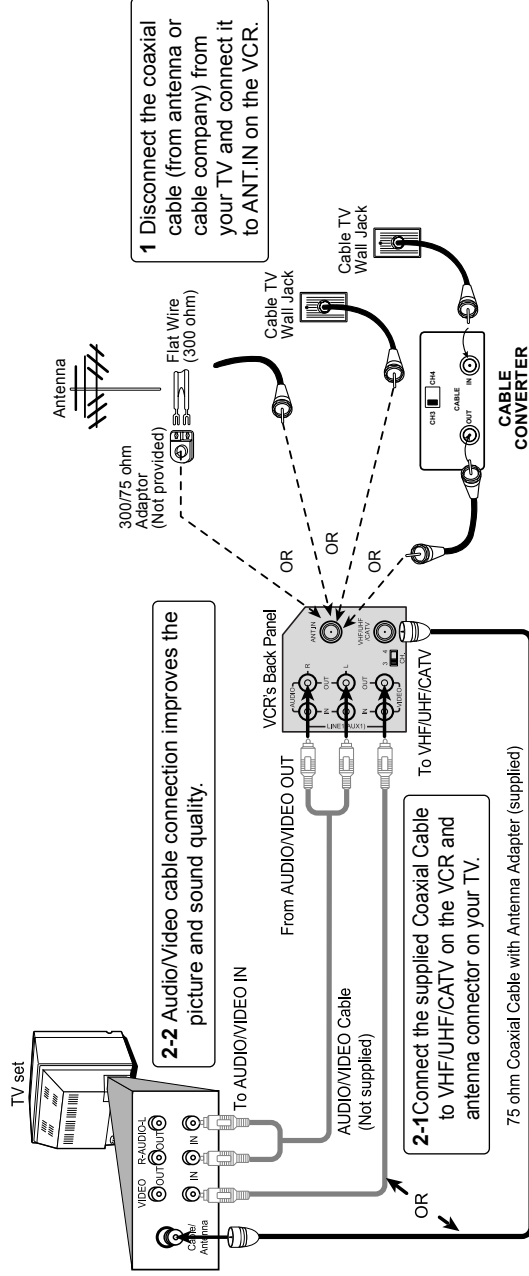 TV set
VIDEO
R-AUDIO-L
OUT
OUT
IN
IN
Cable/
Antenna
To AUDIO/VIDEO IN
2-2 Audio/Video cable connection improves the
picture and sound quality.
Antenna
300/75 ohm
Adaptor
(Not provided)
Flat Wire
(300 ohm)
1 Disconnect the coaxial
cable (from antenna or
cable company) from
your TV and connect it
to ANT.IN on the VCR.
Cable TV
Wall Jack
Cable TV
Wall Jack
OR
OR
OR
VCR's Back Panel
AUDIO
R
L
IN
OUT
IN
OUT
LINE1(AUX1)
VIDEO
ANT.IN
VHF/UHF
/CATV
3 4
CH.
From AUDIO/VIDEO OUT
AUDIO/VIDEO Cable
(Not supplied)
To VHF/UHF/CATV
OR
2-1Connect the supplied Coaxial Cable
to VHF/UHF/CATV on the VCR and
antenna connector on your TV.
75 ohm Coaxial Cable with Antenna Adapter (supplied)
CH3 CH4
CABLE
OUT IN
CABLE
CONVERTER